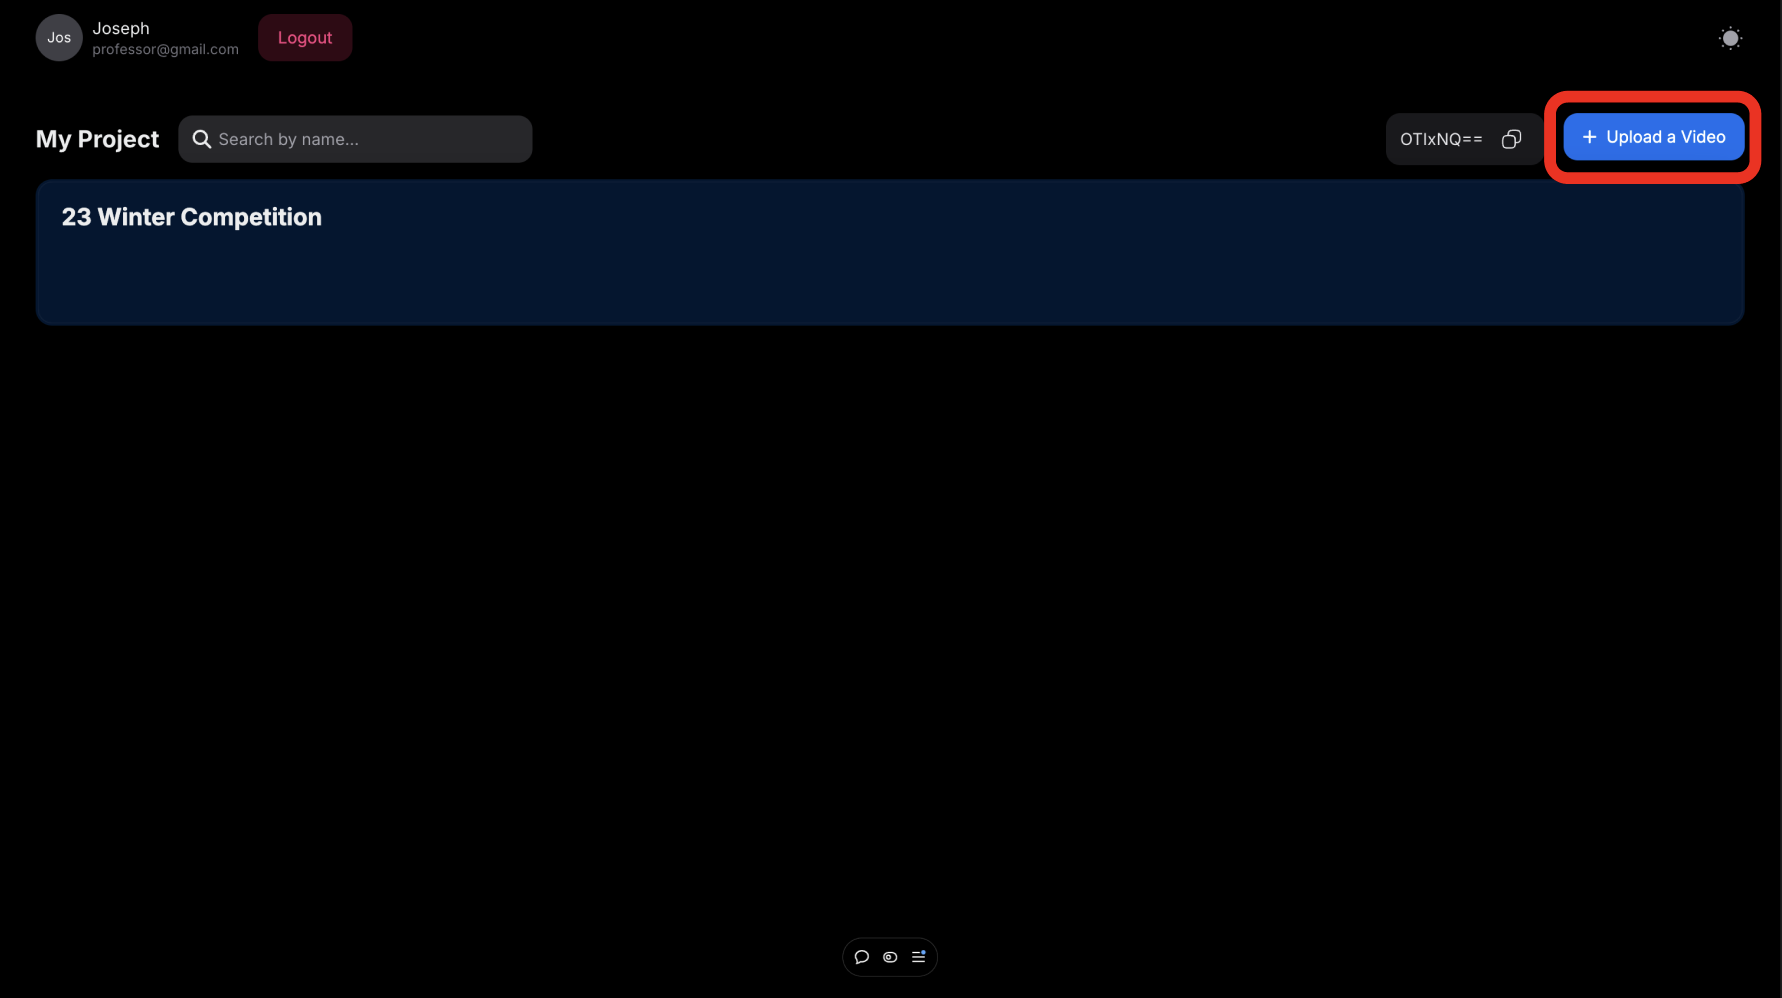 Jos
Joseph
professor@gmail.com
Logout
My Project
Search by name...
OTIxNQ==
+ Upload a Video
23 Winter Competition